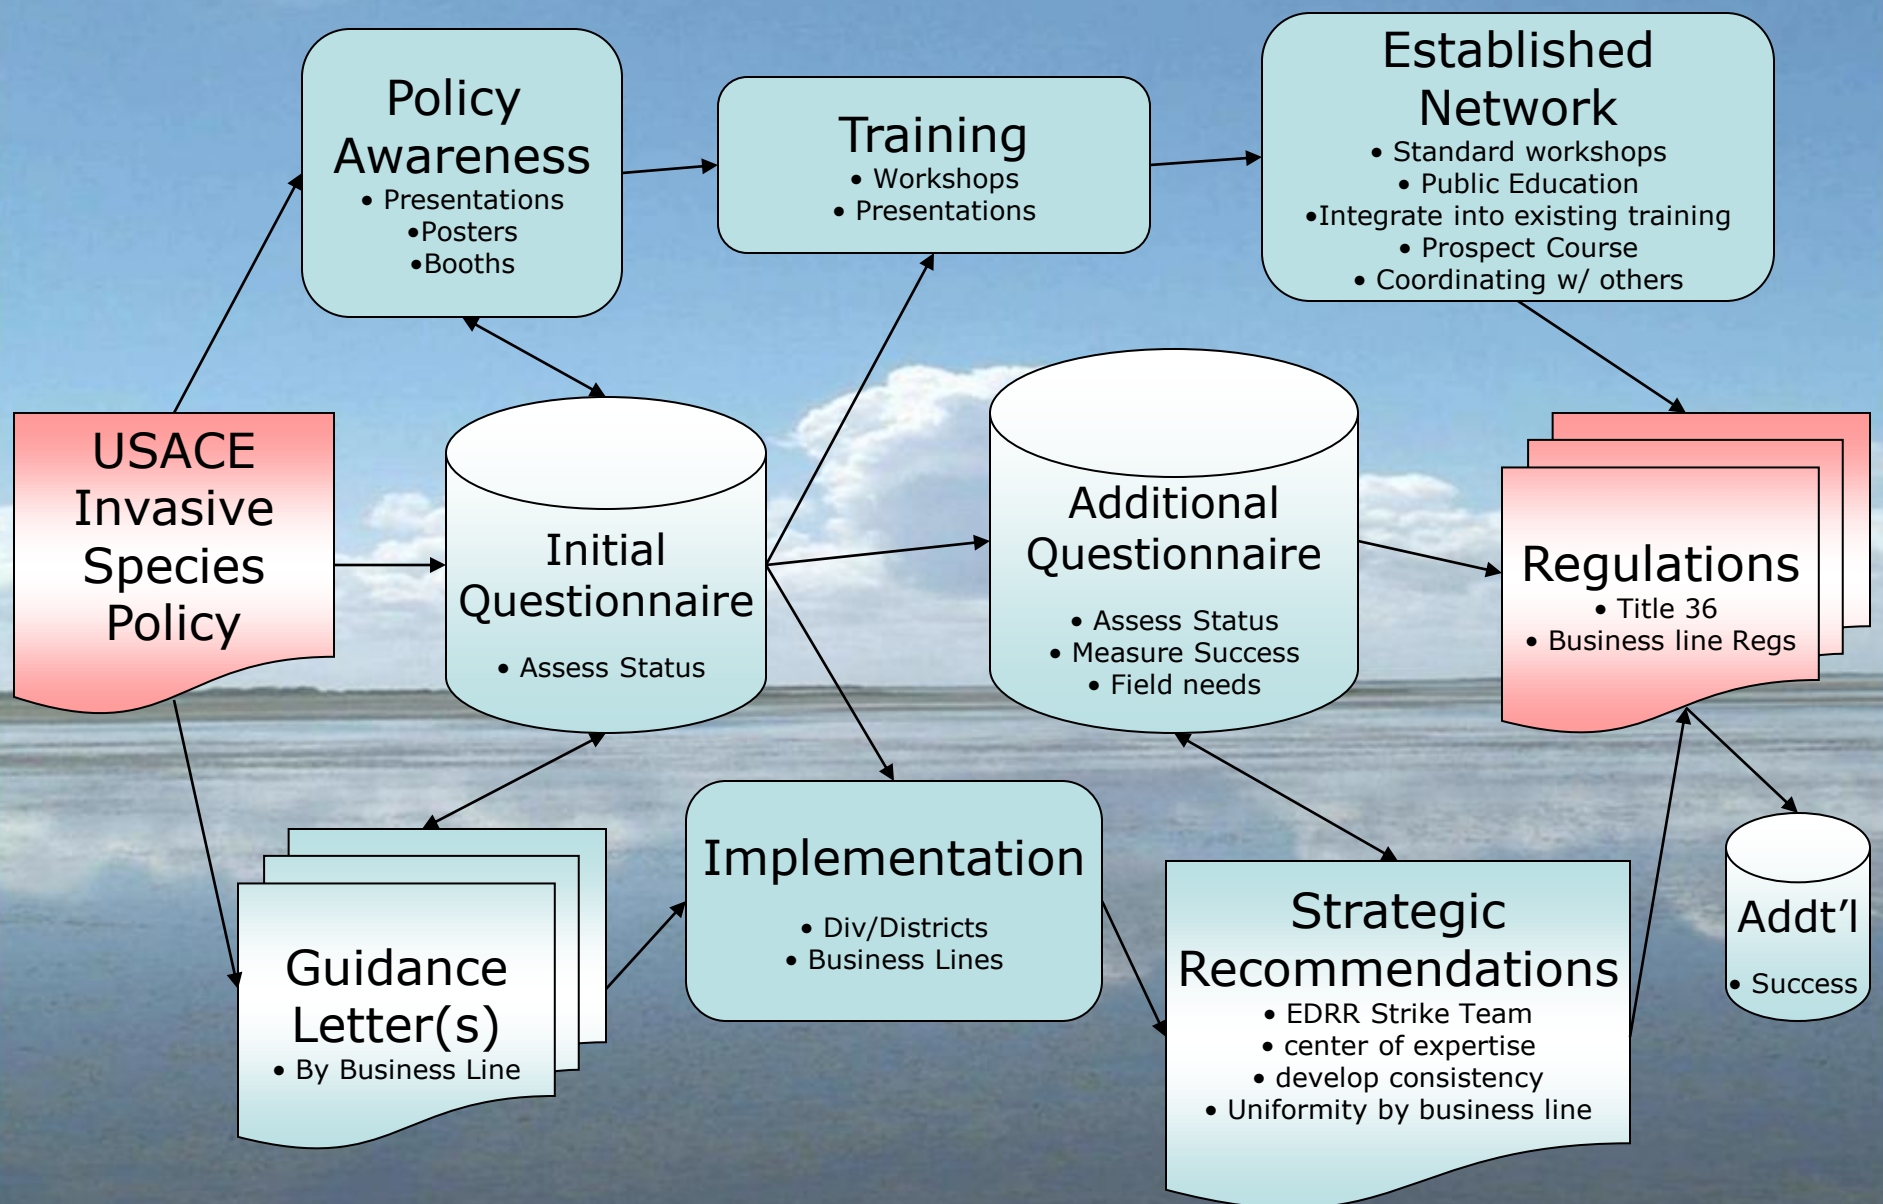 Policy
Awareness
• Presentations
•Posters
•Booths
Training
• Workshops
• Presentations
Established
Network
• Standard workshops
• Public Education
•Integrate into existing training
• Prospect Course
• Coordinating w/ others
USACE
Invasive
Species
Policy
Initial
Questionnaire
• Assess Status
Additional
Questionnaire
• Assess Status
• Measure Success
• Field needs
Regulations
• Title 36
• Business line Regs
Guidance
Letter(s)
• By Business Line
Implementation
• Div/Districts
• Business Lines
Strategic
Recommendations
• EDRR Strike Team
• center of expertise
• develop consistency
• Uniformity by business line
Addt’l
• Success